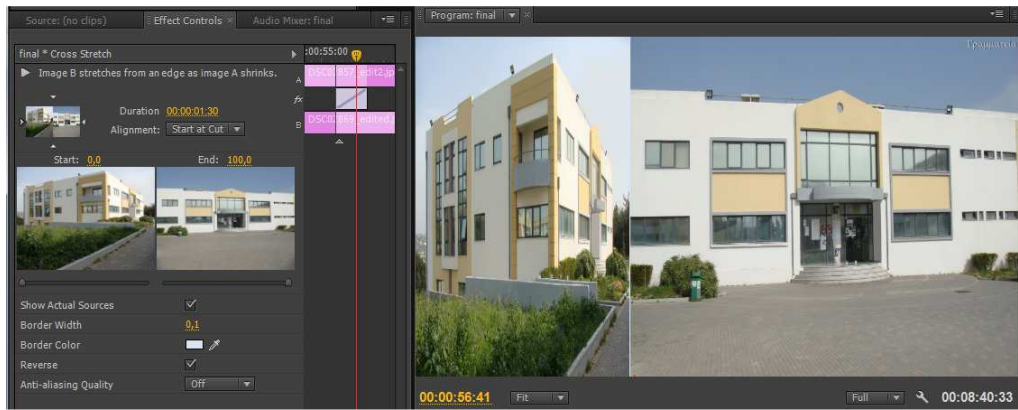 Source: (no clips)
Effect Controls ×
Audio Mixer: final
final * Cross Stretch
:00:55:00
Image B stretches from an edge as image A shrinks.
A
fx
B
DSC02869_edited.
Duration 00:00:01:30
Alignment: Start at Cut
Start: 0,0
End: 100,0
Show Actual Sources
Border Width 0,1
Border Color
Reverse
Anti-aliasing Quality Off
Program: final ×
Γραμματεία
00:00:56:41
Fit
Full
00:08:40:33